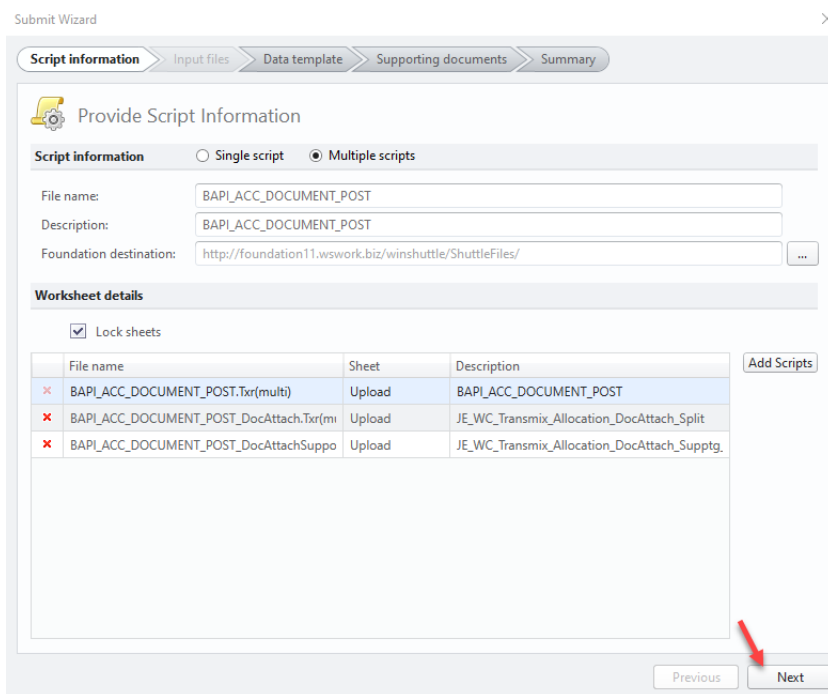 Submit Wizard
Script information Input files Data template Supporting documents Summary
Provide Script Information
Script information Single script Multiple scripts
File name: BAPI_ACC_DOCUMENT_POST
Description: BAPI_ACC_DOCUMENT_POST
Foundation destination: http://foundation11.wswork.biz/winshuttle/ShuttleFiles/ ...
Worksheet details
Lock sheets
File name Sheet Description Add Scripts
BAPI_ACC_DOCUMENT_POST.Txr(multi) Upload BAPI_ACC_DOCUMENT_POST
BAPI_ACC_DOCUMENT_POST_DocAttach.Txr(mu Upload JE_WC_Transmix_Allocation_DocAttach_Split
BAPI_ACC_DOCUMENT_POST_DocAttachSuppo Upload JE_WC_Transmix_Allocation_DocAttach_Supptg_
Previous Next